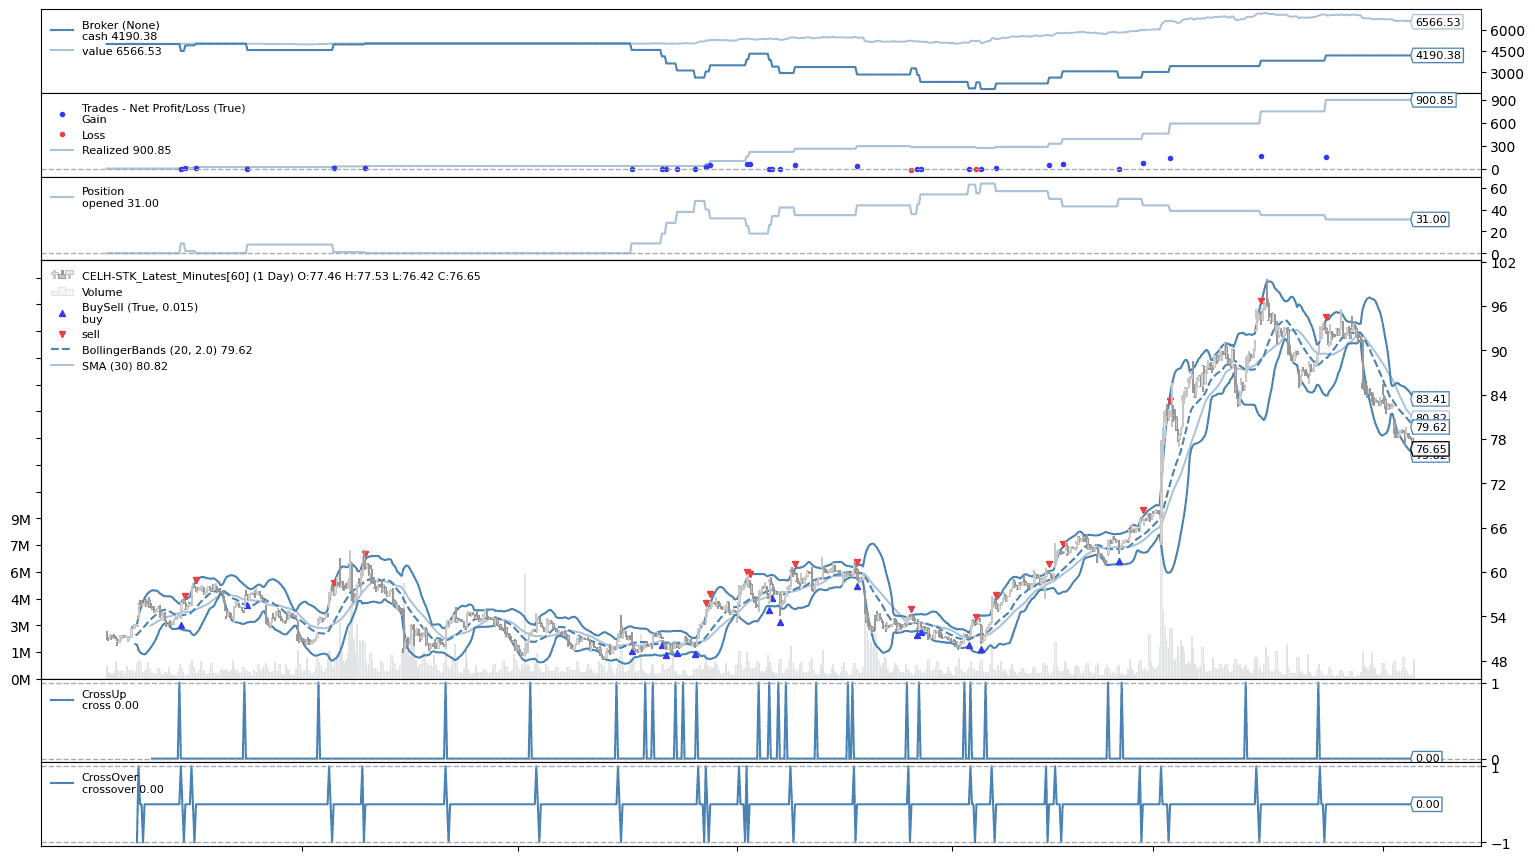 Broker (None)
cash 4190.38
value 6566.53
6566.53
4190.38
6000
4500
3000
Trades - Net Profit/Loss (True)
Gain
Loss
Realized 900.85
900.85
900
600
300
0
Position
opened 31.00
31.00
60
40
20
0
CELH-STK_Latest_Minutes[60] (1 Day) O:77.46 H:77.53 L:76.42 C:76.65
Volume
BuySell (True, 0.015)
buy
sell
BollingerBands (20, 2.0) 79.62
SMA (30) 80.82
102
96
90
84
78
72
66
60
54
48
83.41
80.82
79.62
76.65
9M
7M
6M
4M
3M
1M
0M
CrossUp
cross 0.00
1
0
0.00
CrossOver
crossover 0.00
1
0.00
−1